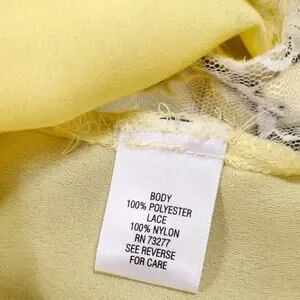 BODY
100% POLYESTER
LACE
100% NYLON
RN 73277
SEE REVERSE
FOR CARE